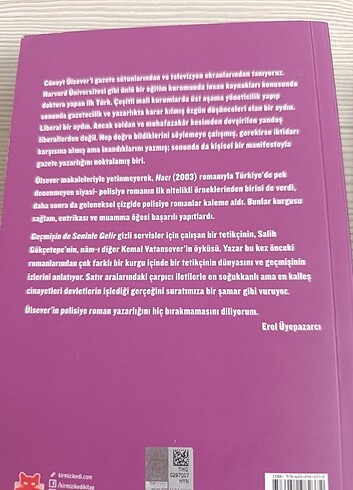 Cüneyt Ülsever'i gazete sütunlarından ve televizyon ekranlarından tanıyoruz.
Harvard Üniversitesi gibi ünlü bir eğitim kurumunda insan kaynakları konusunda
doktora yapan ilk Türk. Çeşitli mali kurumlarda üst aşama yöneticilik yapıp
sonunda gazetecilik ve yazarlıkta karar kılmış özgün düşünceleri olan bir aydın.
Liberal bir aydın. Ancak soldan ve muhafazakâr kesimden devşirilen yandaş
liberallerden değil. Hep doğru bildiklerini söylemeye çalışmış, gerekirse iktidarı
karşısına almış ama inandıklarını yazmış; sonunda da kişisel bir manifestoyla
gazete yazarlığını noktalamış biri.
Ülsever makaleleriyle yetinmeyerek, Hacı (2003) romanıyla Türkiye'de pek
denenmeyen siyasi- polisiye romanın ilk nitelikli örneklerinden birini de verdi,
daha sonra da geleneksel çizgide polisiye romanlar kaleme aldı. Bunlar kurgusu
sağlam, entrikası ve muamma öğesi başarılı yapıtlardı.
Geçmişin de Seninle Gelir gizli servisler için çalışan bir tetikçinin, Salih
Gökçetepe'nin, nâm-ı diğer Kemal Vatansever'in öyküsü. Yazar bu kez önceki
romanlarından çok farklı bir kurgu içinde bir tetikçinin dünyasını ve geçmişinin
izlerini anlatıyor. Satır aralarındaki çarpıcı iletilerle en soğukkanlı ama en kalleş
cinayetleri devletlerin işlediği gerçeğini suratımıza bir şamar gibi vuruyor.
Ülsever'in polisiye roman yazarlığını hiç bırakmamasını diliyorum.
Erol Üyepazarcı
kirmizikedi.com
/kirmizikedikitap
THG
0297107
HYN